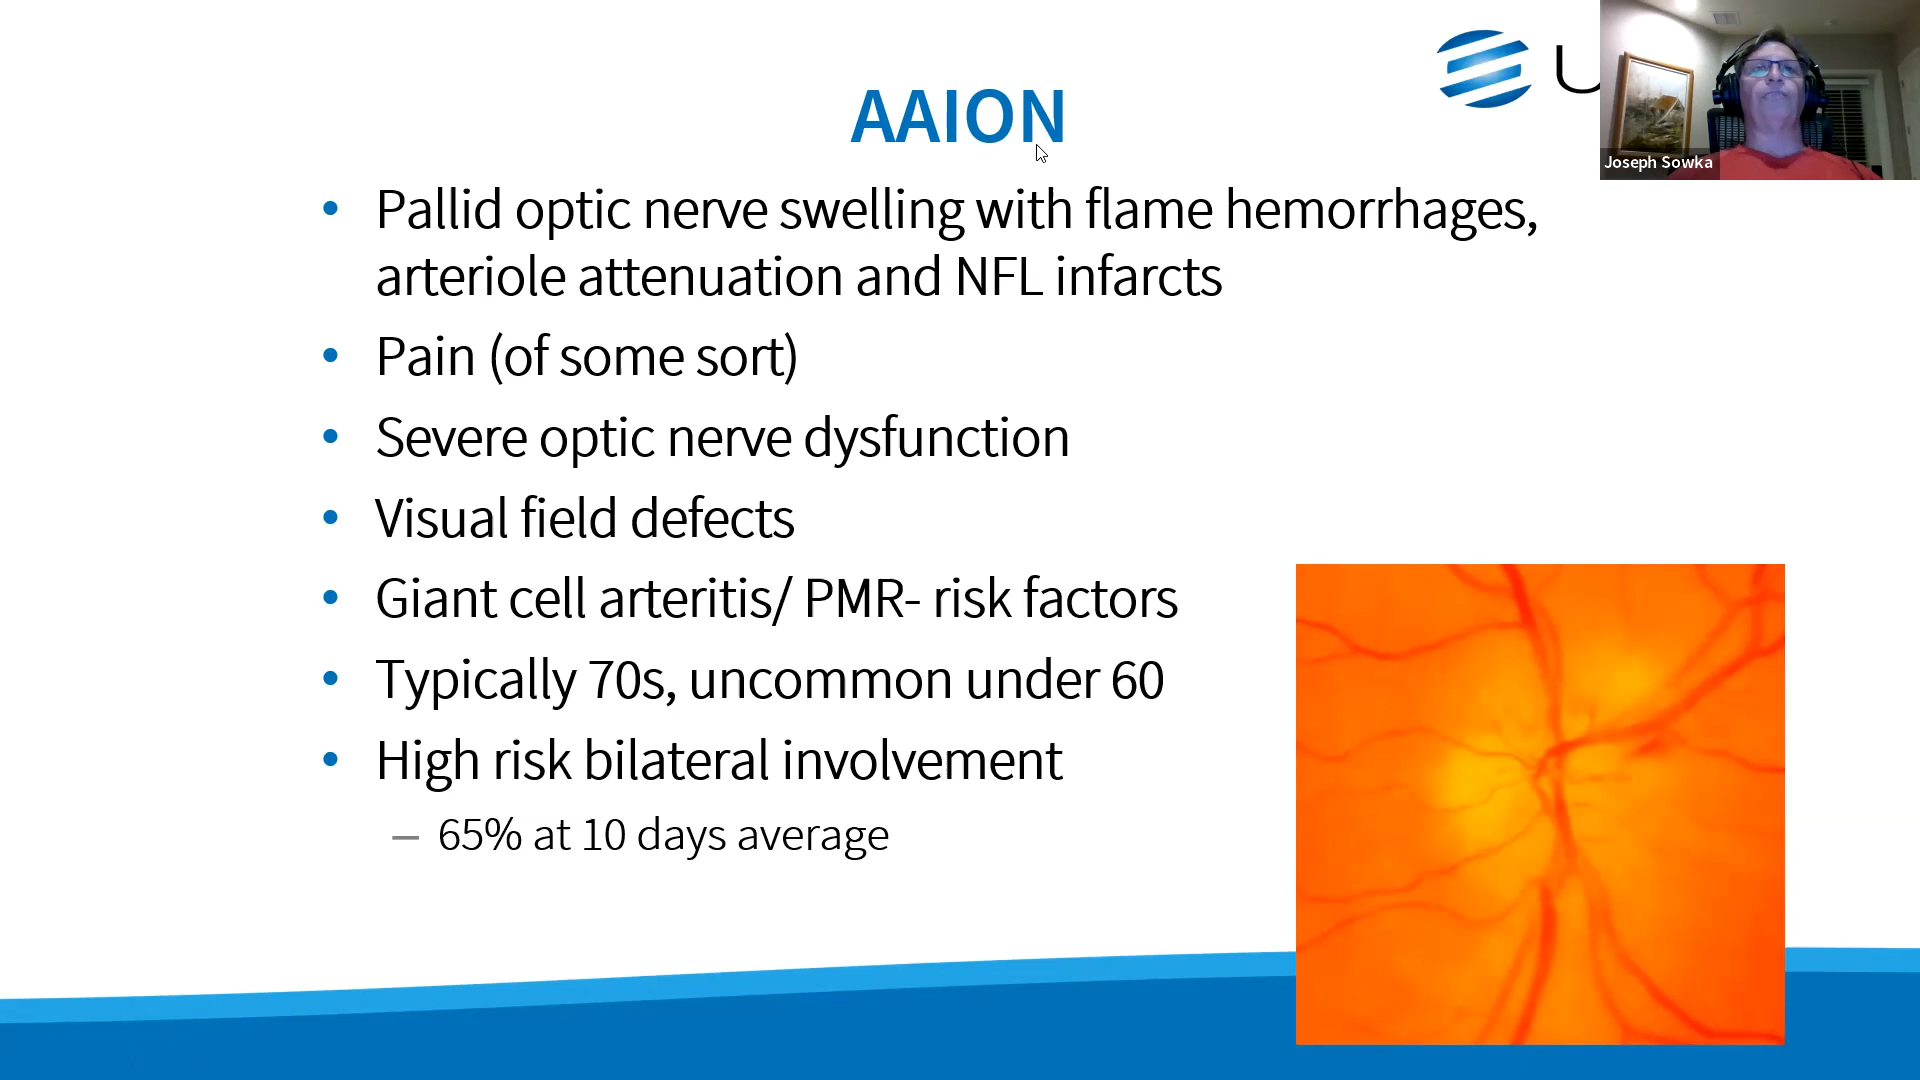 AAION
• Pallid optic nerve swelling with flame hemorrhages,
arteriole attenuation and NFL infarcts
• Pain (of some sort)
• Severe optic nerve dysfunction
• Visual field defects
• Giant cell arteritis/ PMR- risk factors
• Typically 70s, uncommon under 60
• High risk bilateral involvement
– 65% at 10 days average
Joseph Sowka